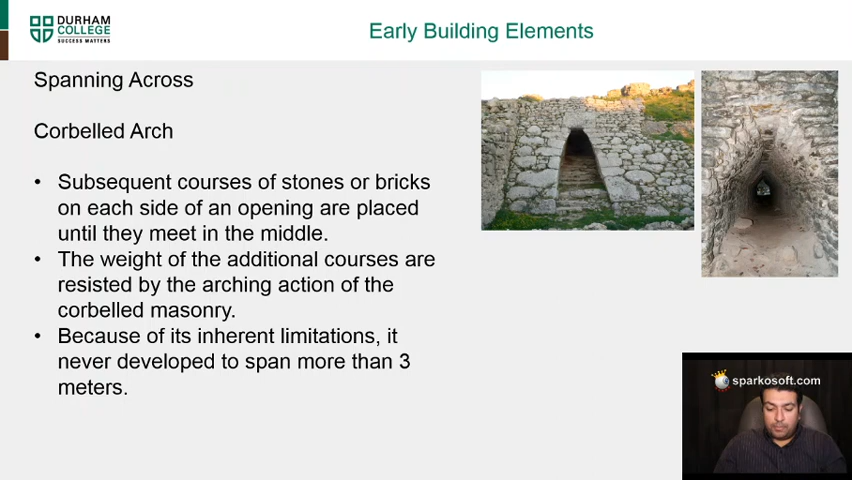 DURHAM
COLLEGE
SUCCESS MATTERS
Early Building Elements
Spanning Across
Corbelled Arch
• Subsequent courses of stones or bricks
on each side of an opening are placed
until they meet in the middle.
• The weight of the additional courses are
resisted by the arching action of the
corbelled masonry.
• Because of its inherent limitations, it
never developed to span more than 3
meters.
sparkosoft.com